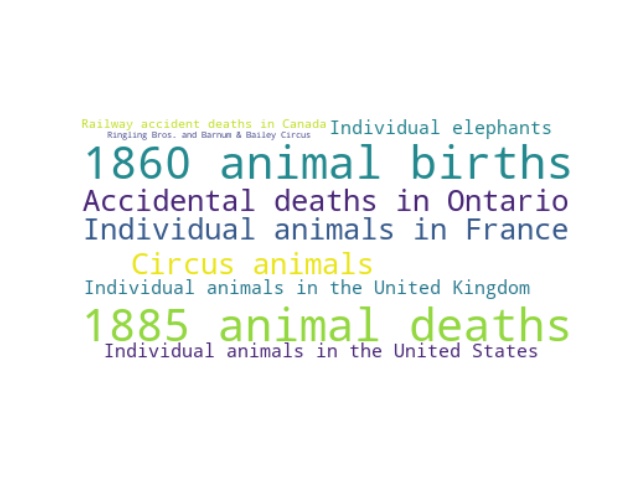 Railway accident deaths in Canada
Ringling Bros. and Barnum & Bailey Circus
Individual elephants
1860 animal births
Accidental deaths in Ontario
Individual animals in France
Circus animals
Individual animals in the United Kingdom
1885 animal deaths
Individual animals in the United States